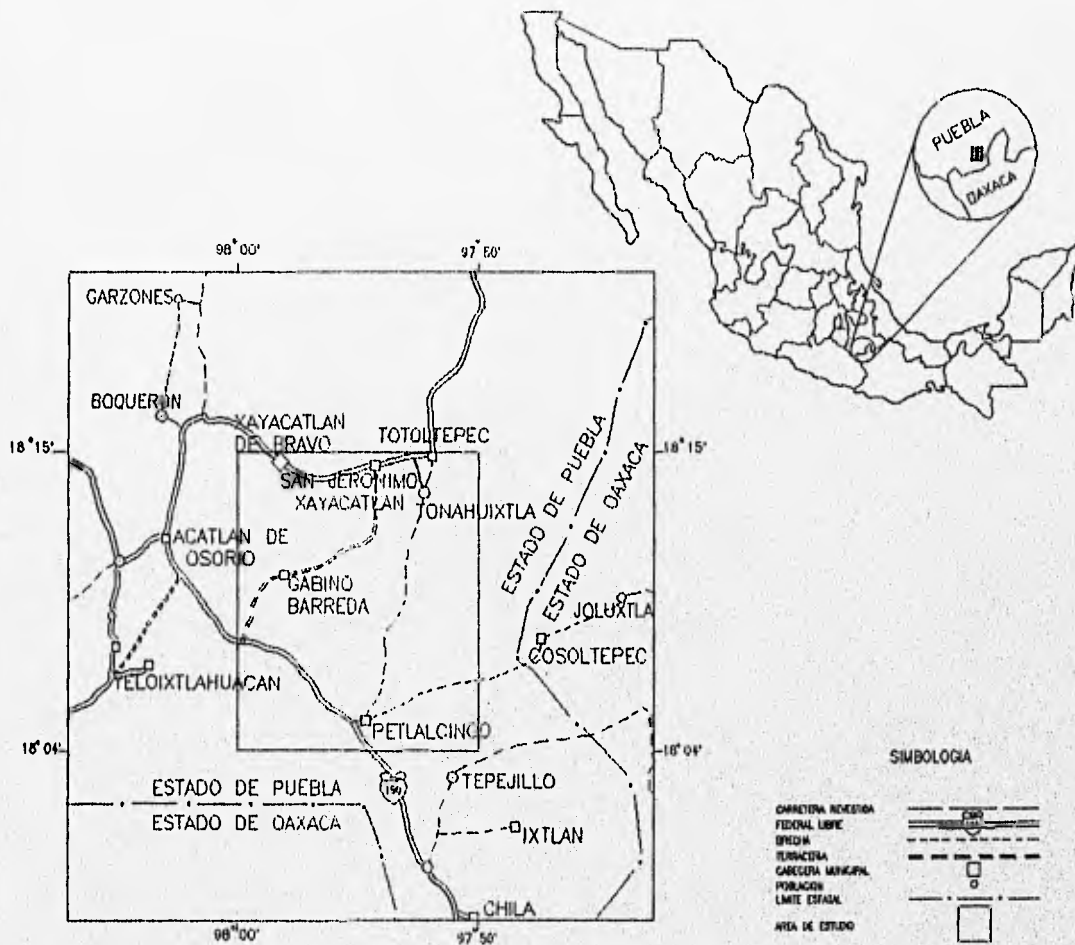 PUEBLA
OAXACA
98°00'
97°50'
GARZONES
BOQUERON
XAYACATLAN
DE BRAVO
TOTOLTEPEC
18°15'
18°15'
SAN JERONIMO
XAYACATLAN
TONAHUIXTLA
ESTADO DE PUEBLA
ESTADO DE OAXACA
ACATLAN DE
OSORIO
GABINO
BARREDA
JOLUXTLA
COSOLTEPEC
YELOIXTLAHUACAN
PETLALCINCO
18°04'
18°04'
ESTADO DE PUEBLA
ESTADO DE OAXACA
190
TEPEJILLO
IXTLAN
CHILA
98°00'
97°50'
SIMBOLOGIA
CARRETERA REVESTIDA
FEDERAL LIBRE
BRECHA
TERRACERIA
CABECERA MUNICIPAL
POBLACION
LIMITE ESTATAL
AREA DE ESTUDIO